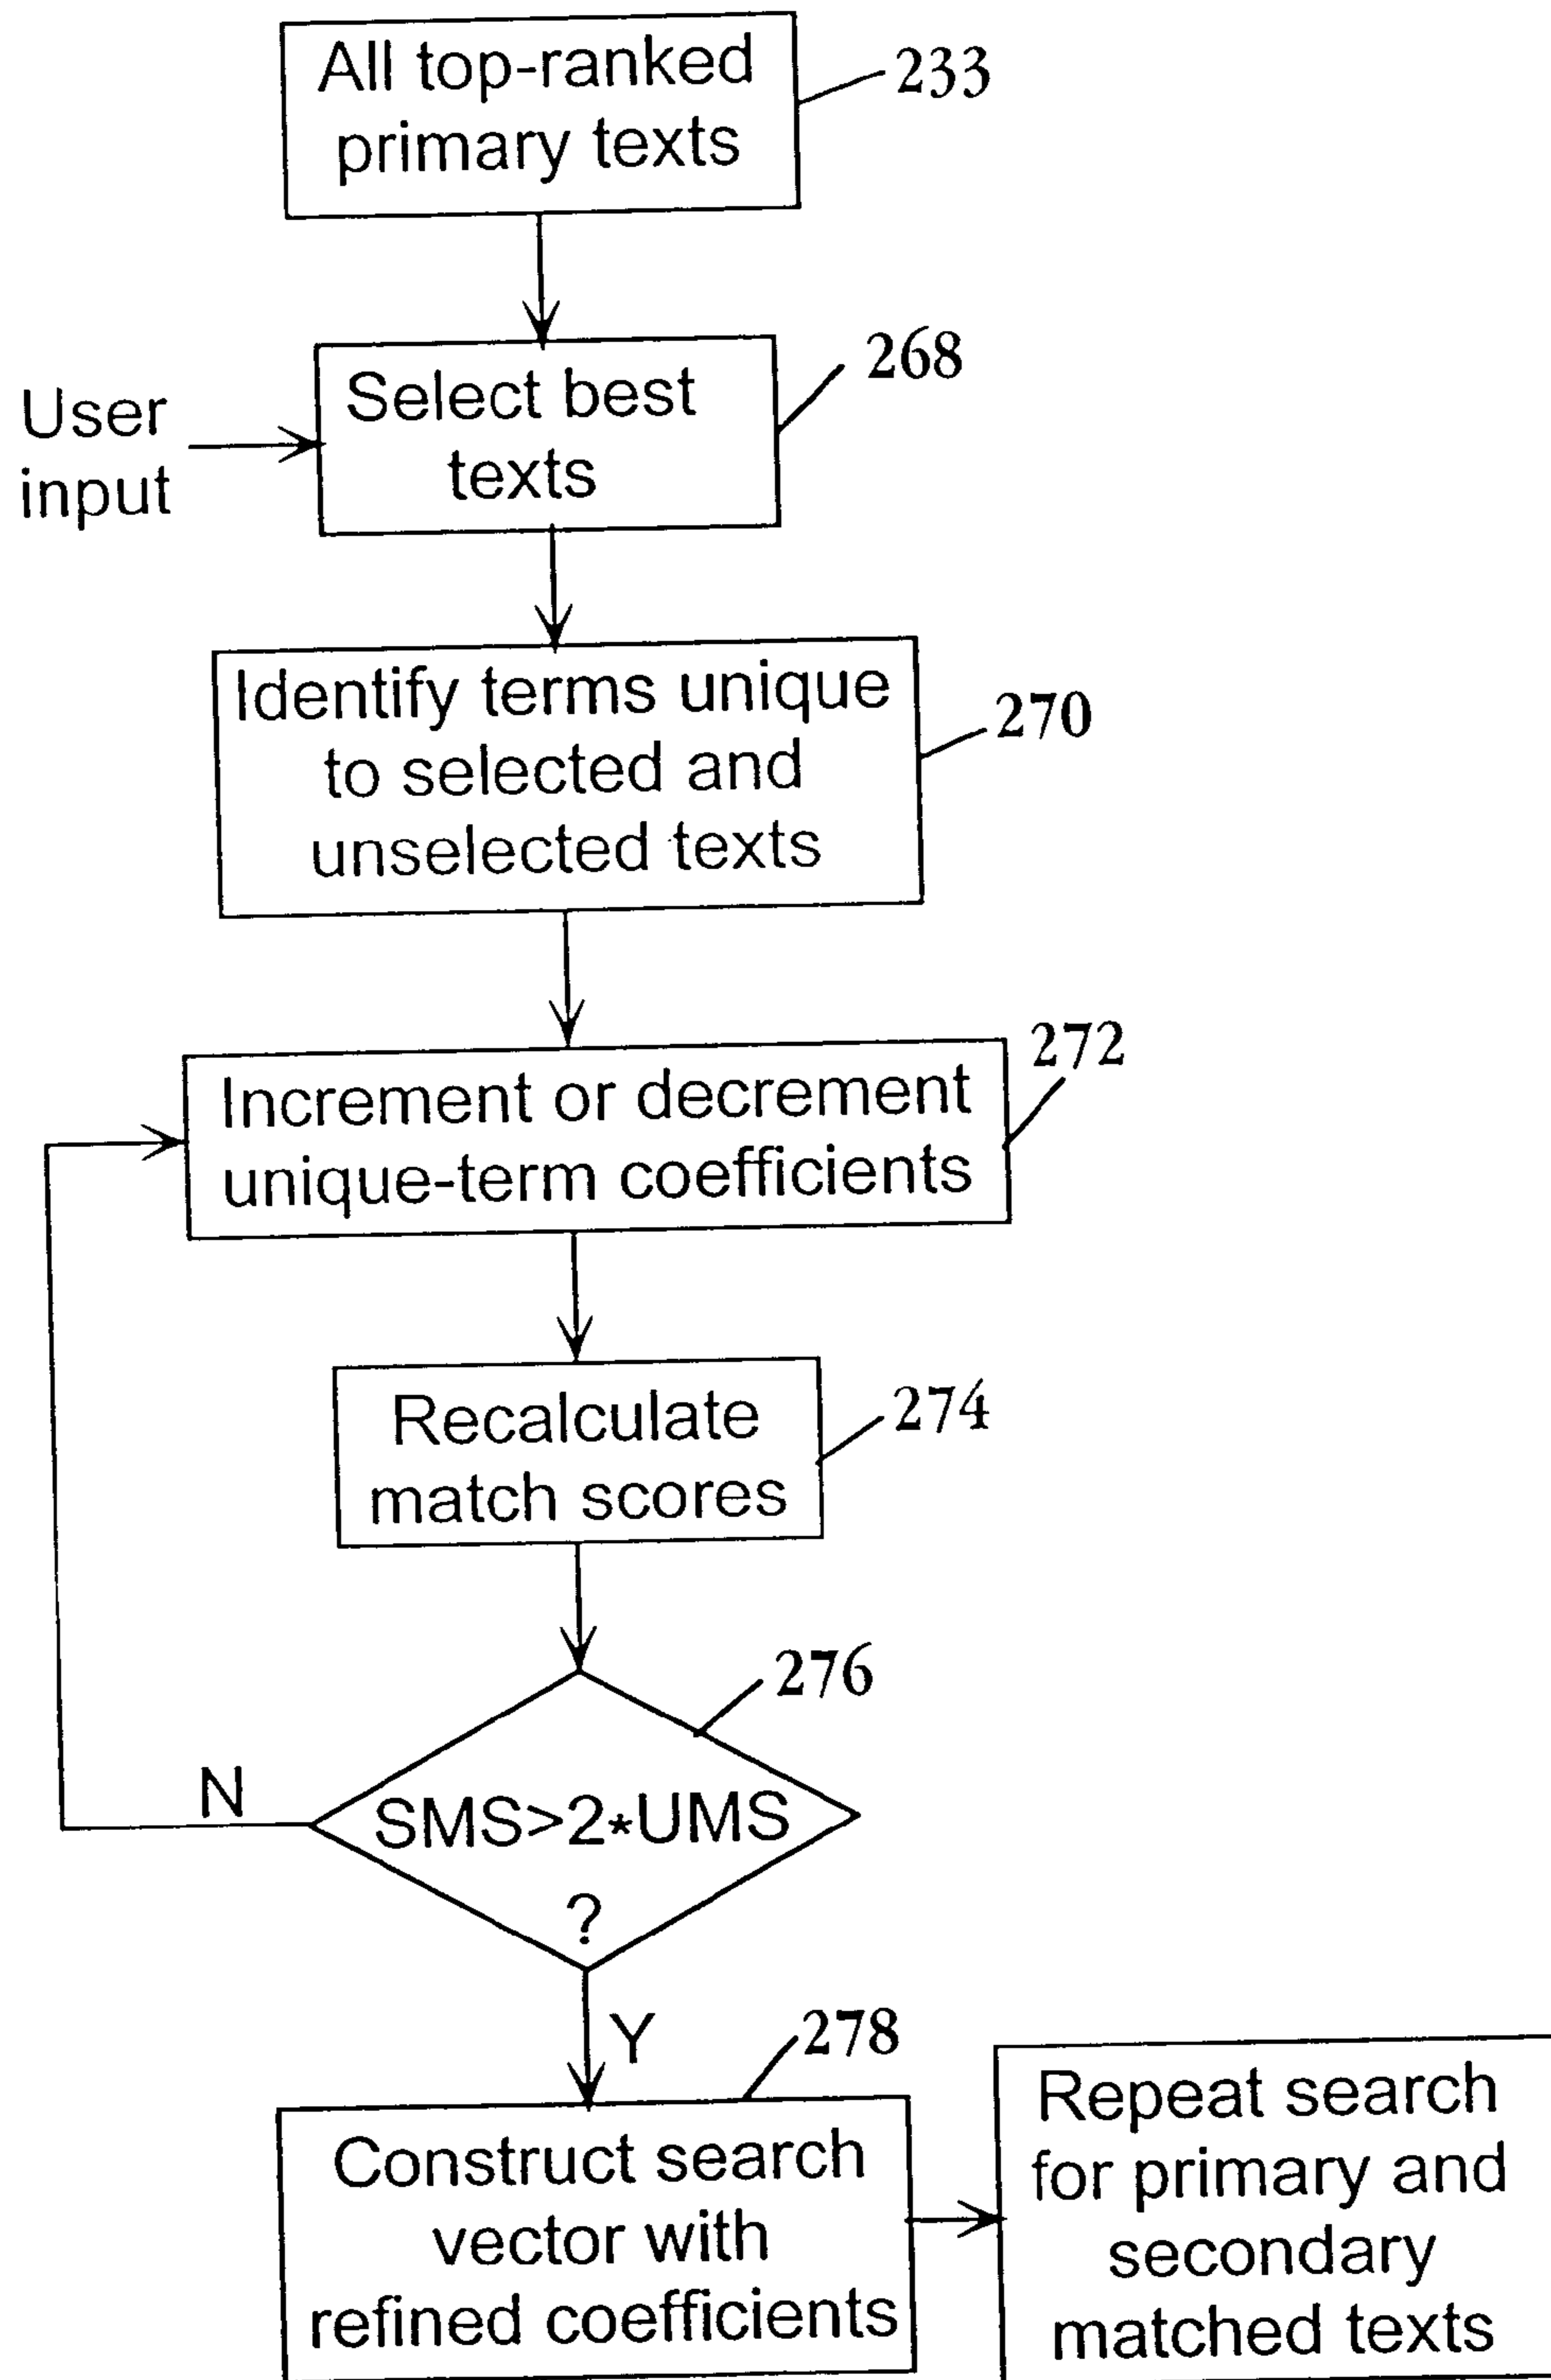 All top-ranked
primary texts
233
User
input
Select best
texts
268
Identify terms unique
to selected and
unselected texts
270
Increment or decrement
unique-term coefficients
272
Recalculate
match scores
274
276
N
SMS>2*UMS
?
Y
278
Construct search
vector with
refined coefficients
Repeat search
for primary and
secondary
matched texts